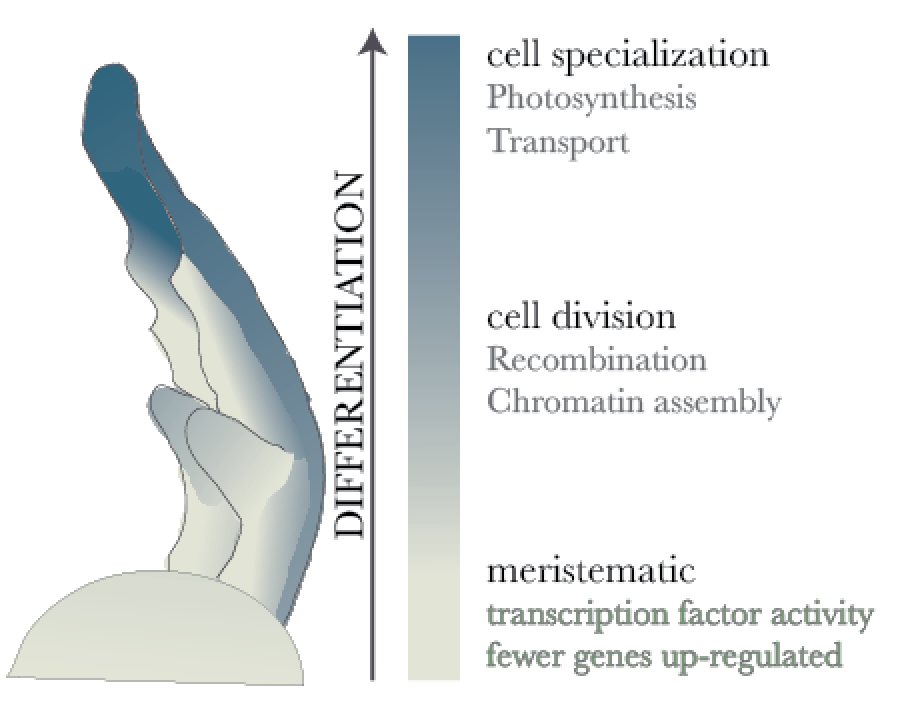 DIFFERENTIATION
cell specialization
Photosynthesis
Transport
cell division
Recombination
Chromatin assembly
meristematic
transcription factor activity
fewer genes up-regulated